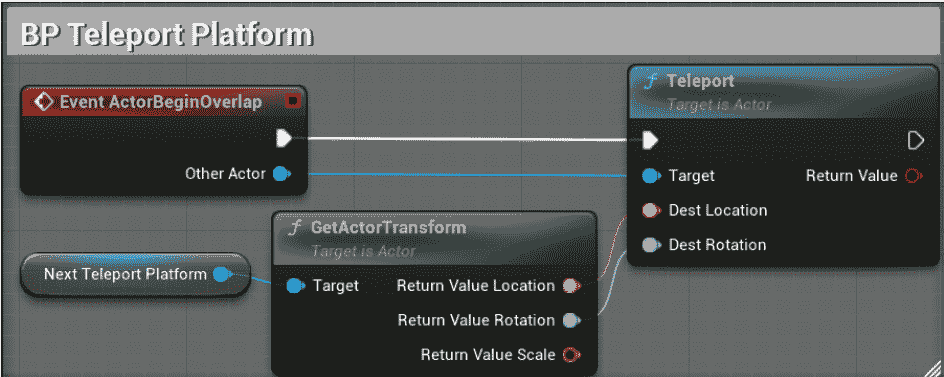 BP Teleport Platform
Event ActorBeginOverlap
Other Actor
f Teleport
Target is Actor
Target
Return Value
Dest Location
Dest Rotation
f GetActorTransform
Target is Actor
Target
Return Value Location
Return Value Rotation
Return Value Scale
Next Teleport Platform